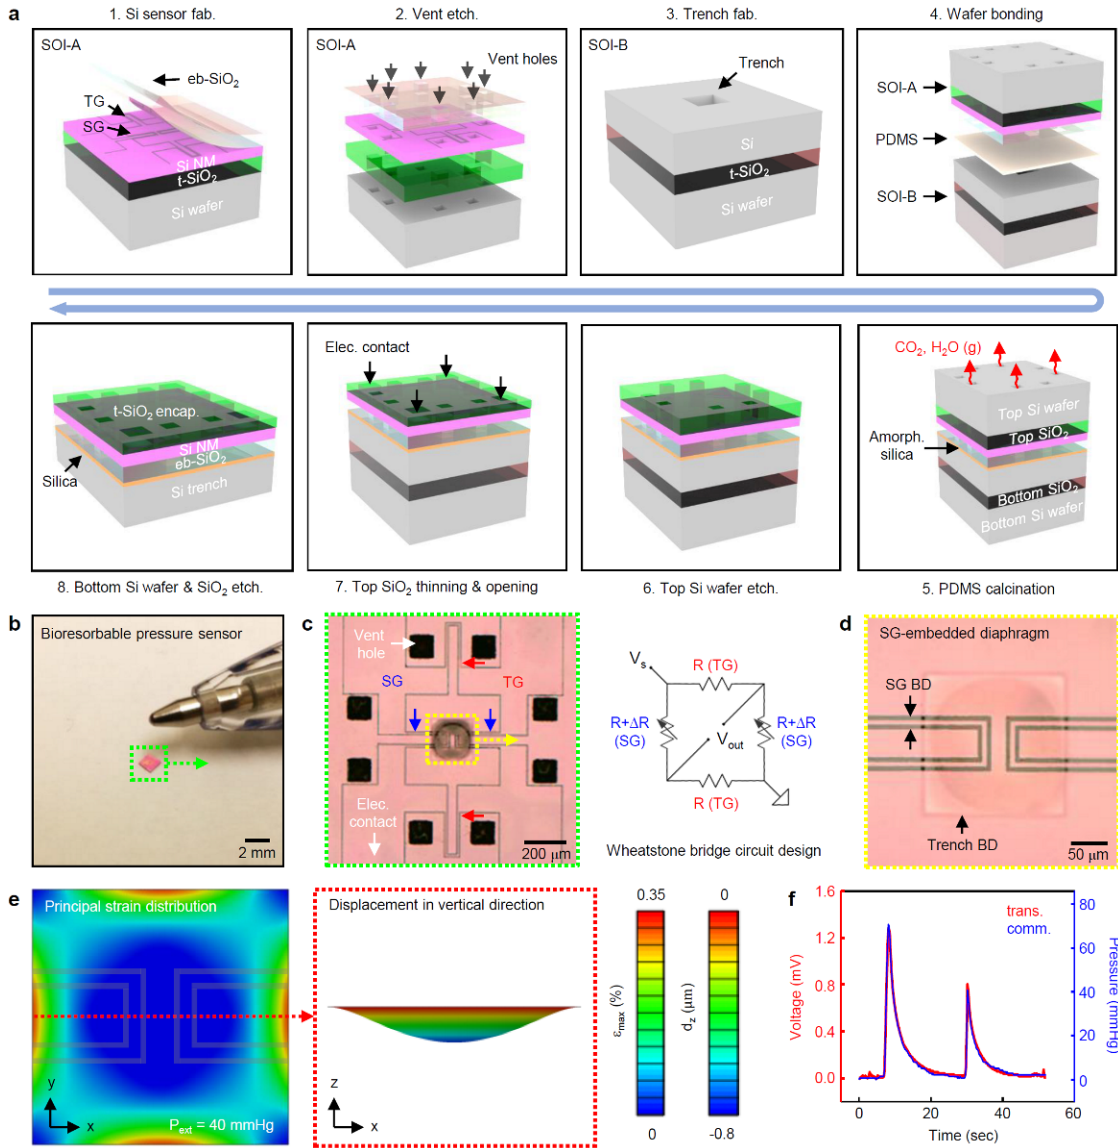 a
1. Si sensor fab.
2. Vent etch.
3. Trench fab.
4. Wafer bonding
SOI-A
eb-SiO₂
TG
SG
Si NM
t-SiO₂
Si wafer
SOI-A
Vent holes
SOI-B
Trench
Si
t-SiO₂
SOI-A
PDMS
SOI-B
t-SiO₂ encap.
Si NM
eb-SiO₂
Silica
Si trench
Elec. contact
CO₂, H₂O (g)
Top Si wafer
Top SiO₂
Amorph.
silica
Bottom SiO₂
Bottom Si wafer
8. Bottom Si wafer & SiO₂ etch.
7. Top SiO₂ thinning & opening
6. Top Si wafer etch.
5. PDMS calcination
b
Bioresorbable pressure sensor
2 mm
c
Vent
hole
SG
TG
Elec.
contact
200 μm
Vs
R (TG)
R+ΔR
(SG)
Vout
R+ΔR
(SG)
R (TG)
Wheatstone bridge circuit design
d
SG-embedded diaphragm
SG BD
Trench BD
50 μm
e
Principal strain distribution
y
x
Pext = 40 mmHg
Displacement in vertical direction
z
x
0.35
0
εmax (%)
dz (μm)
0
-0.8
f
1.6
1.2
0.8
0.4
0.0
Voltage (mV)
trans.
comm.
80
60
40
20
0
Pressure (mmHg)
0
20
40
60
Time (sec)